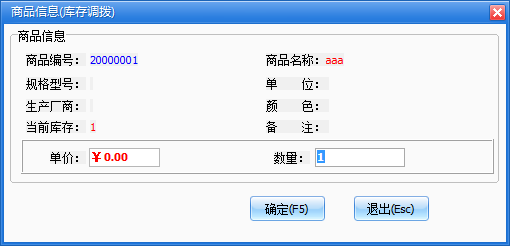 商品信息(库存调拨)
商品信息
商品编号: 20000001 商品名称: aaa
规格型号: 单 位:
生产厂商: 颜 色:
当前库存: 1 备 注:
单价: ￥0.00 数量: 1
确定(F5) 退出(Esc)